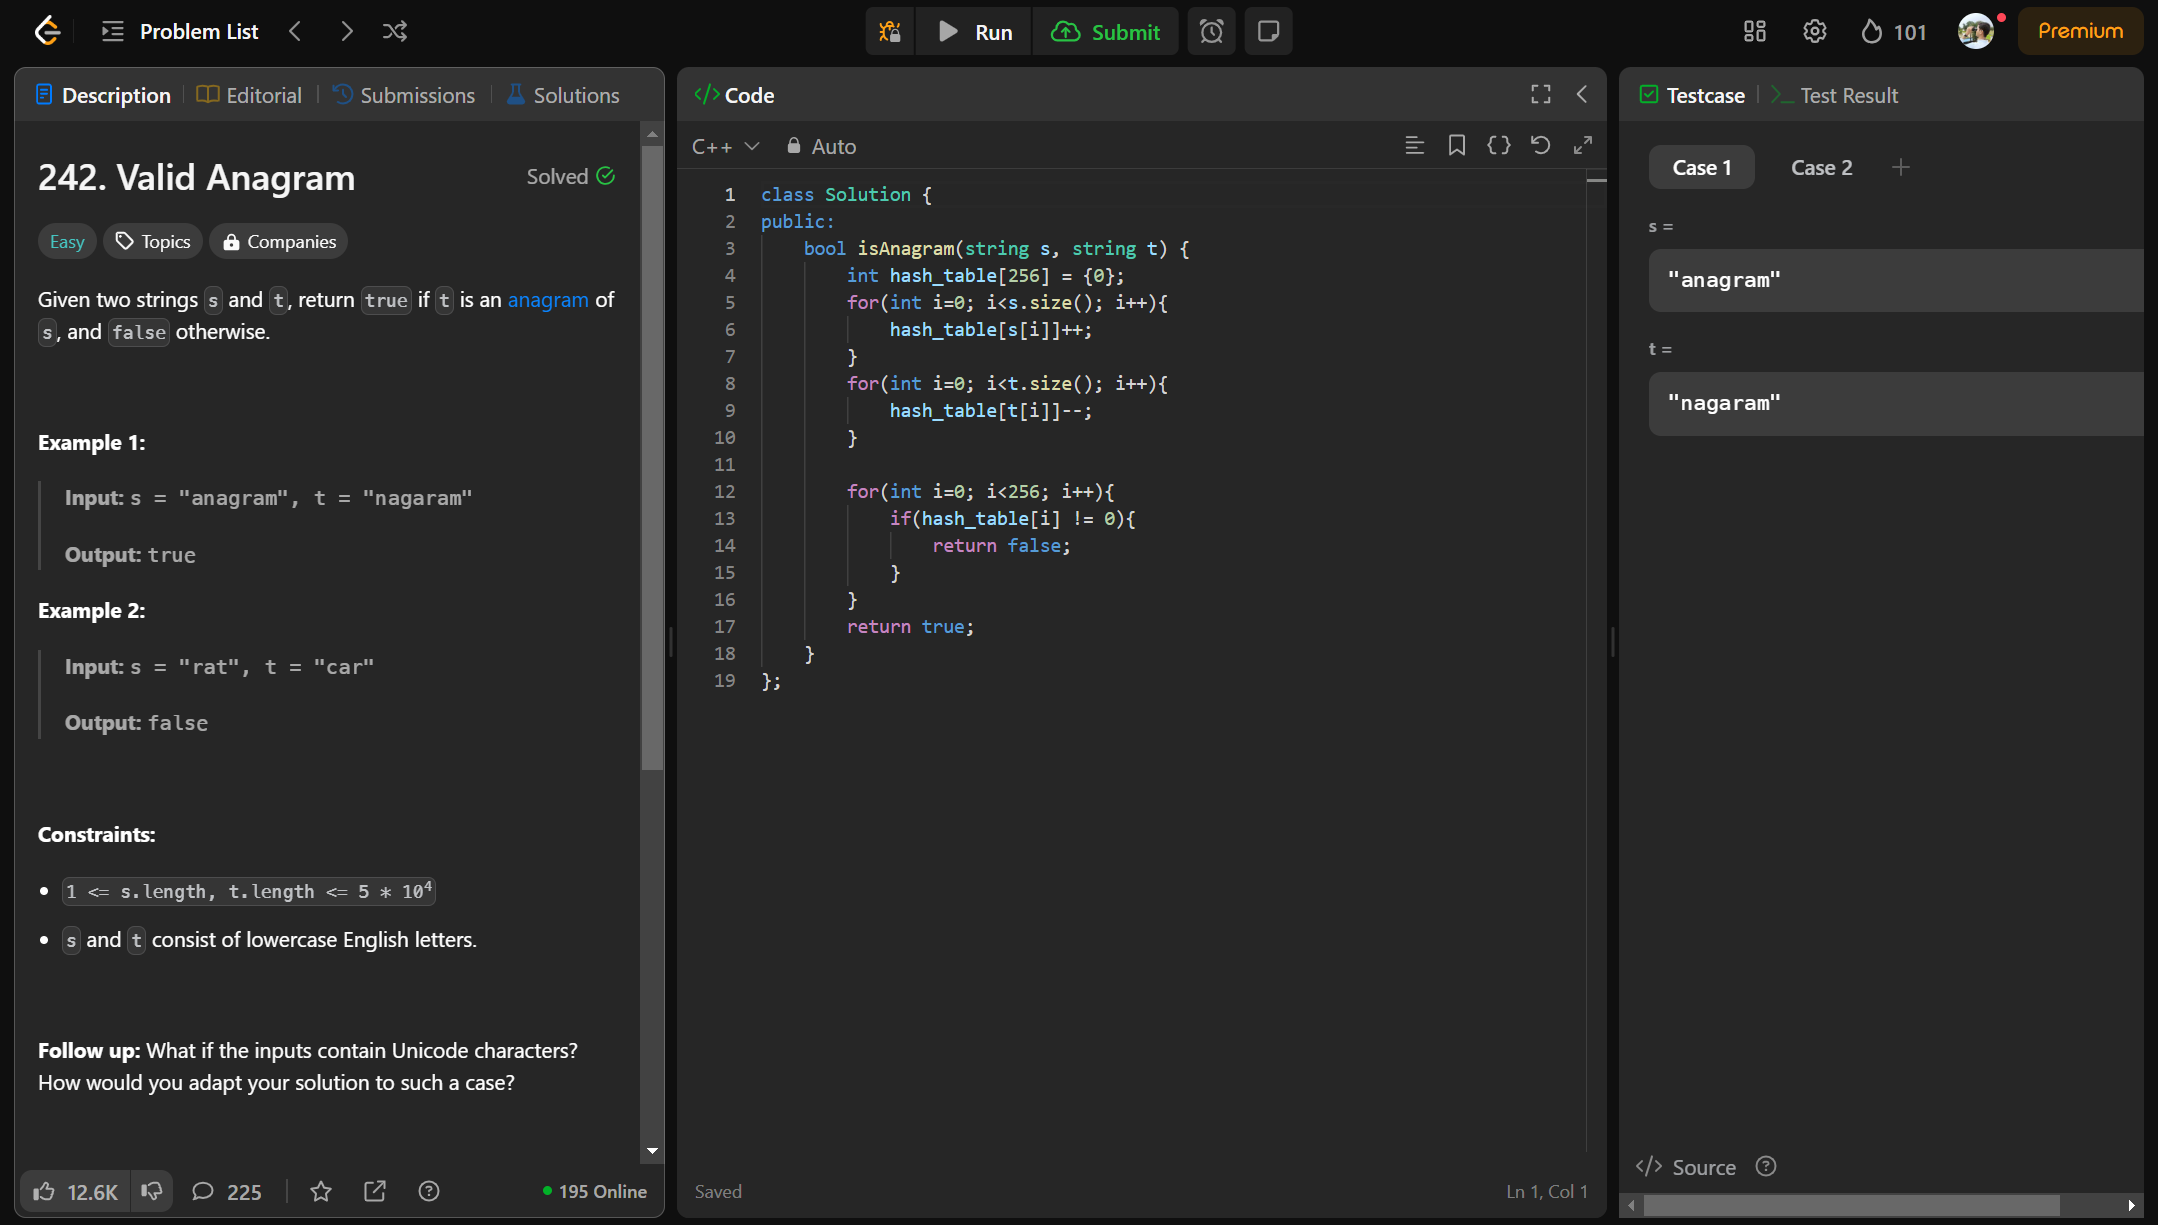 Problem List
Run
Submit
101
Premium
Description
Editorial
Submissions
Solutions
242. Valid Anagram
Solved
Easy
Topics
Companies
Given two strings s and t, return true if t is an anagram of
s, and false otherwise.
Example 1:
Input: s = "anagram", t = "nagaram"
Output: true
Example 2:
Input: s = "rat", t = "car"
Output: false
Constraints:
• 1 <= s.length, t.length <= 5 * 10⁴
• s and t consist of lowercase English letters.
Follow up: What if the inputs contain Unicode characters?
How would you adapt your solution to such a case?
12.6K
225
195 Online
</> Code
C++
Auto
1 class Solution {
2 public:
3     bool isAnagram(string s, string t) {
4         int hash_table[256] = {0};
5         for(int i=0; i<s.size(); i++){
6             hash_table[s[i]]++;
7         }
8         for(int i=0; i<t.size(); i++){
9             hash_table[t[i]]--;
10         }
11
12         for(int i=0; i<256; i++){
13             if(hash_table[i] != 0){
14                 return false;
15             }
16         }
17         return true;
18     }
19 };
Saved
Ln 1, Col 1
Testcase
Test Result
Case 1
Case 2
s =
"anagram"
t =
"nagaram"
</> Source